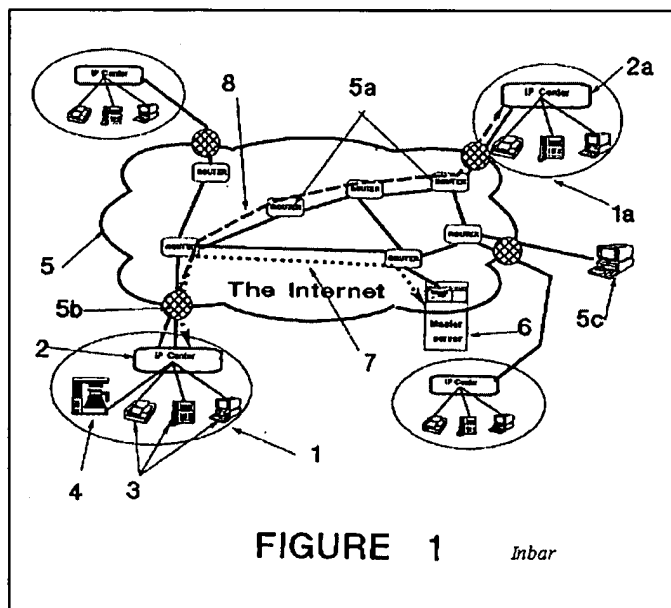 IP Center
2a
5a
IP Center
8
ROUTER
ROUTER
ROUTER
ROUTER
1a
ROUTER
5
ROUTER
ROUTER
The Internet
5c
5b
Master
server
6
2
IP Center
7
IP Center
4
3
1
FIGURE 1
Inbar